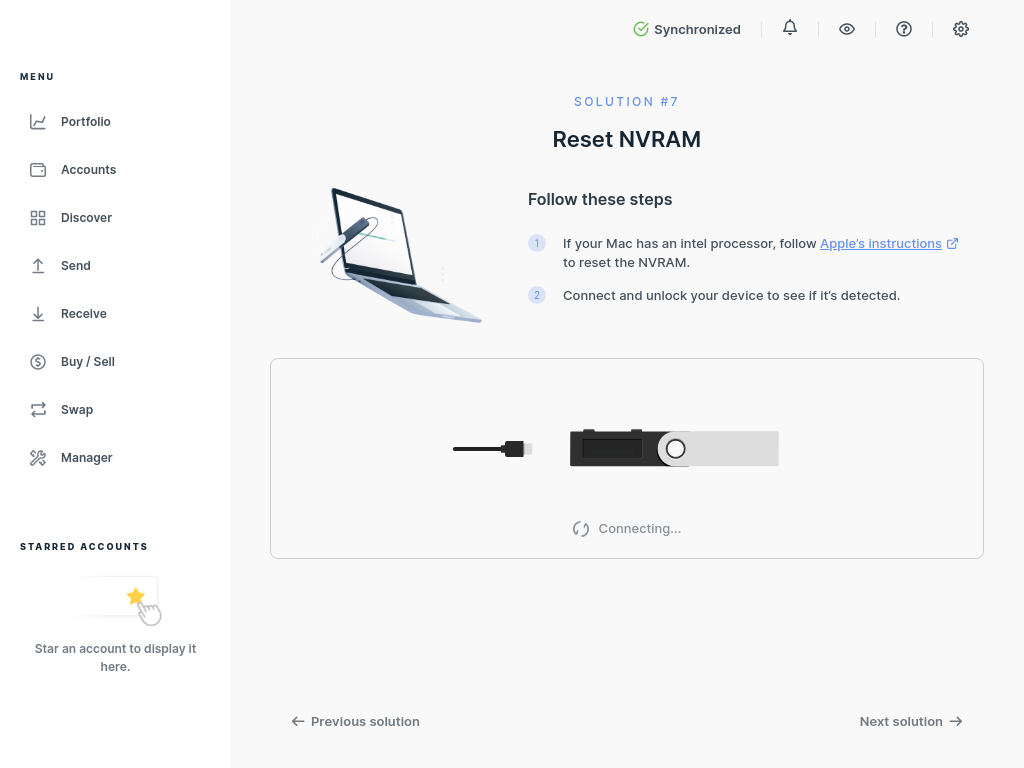 Synchronized
MENU
Portfolio
Accounts
Discover
Send
Receive
Buy / Sell
Swap
Manager
STARRED ACCOUNTS
Star an account to display it
here.
SOLUTION #7
Reset NVRAM
Follow these steps
1 If your Mac has an intel processor, follow Apple's instructions
to reset the NVRAM.
2 Connect and unlock your device to see if it's detected.
Connecting...
Previous solution
Next solution